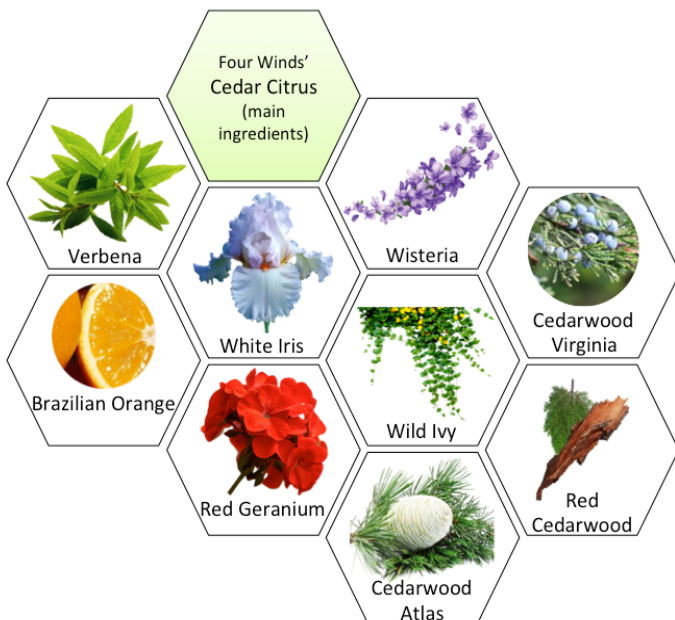 Four Winds’
Cedar Citrus
(main
ingredients)
Verbena
Wisteria
White Iris
Cedarwood
Virginia
Brazilian Orange
Wild Ivy
Red Geranium
Red
Cedarwood
Cedarwood
Atlas